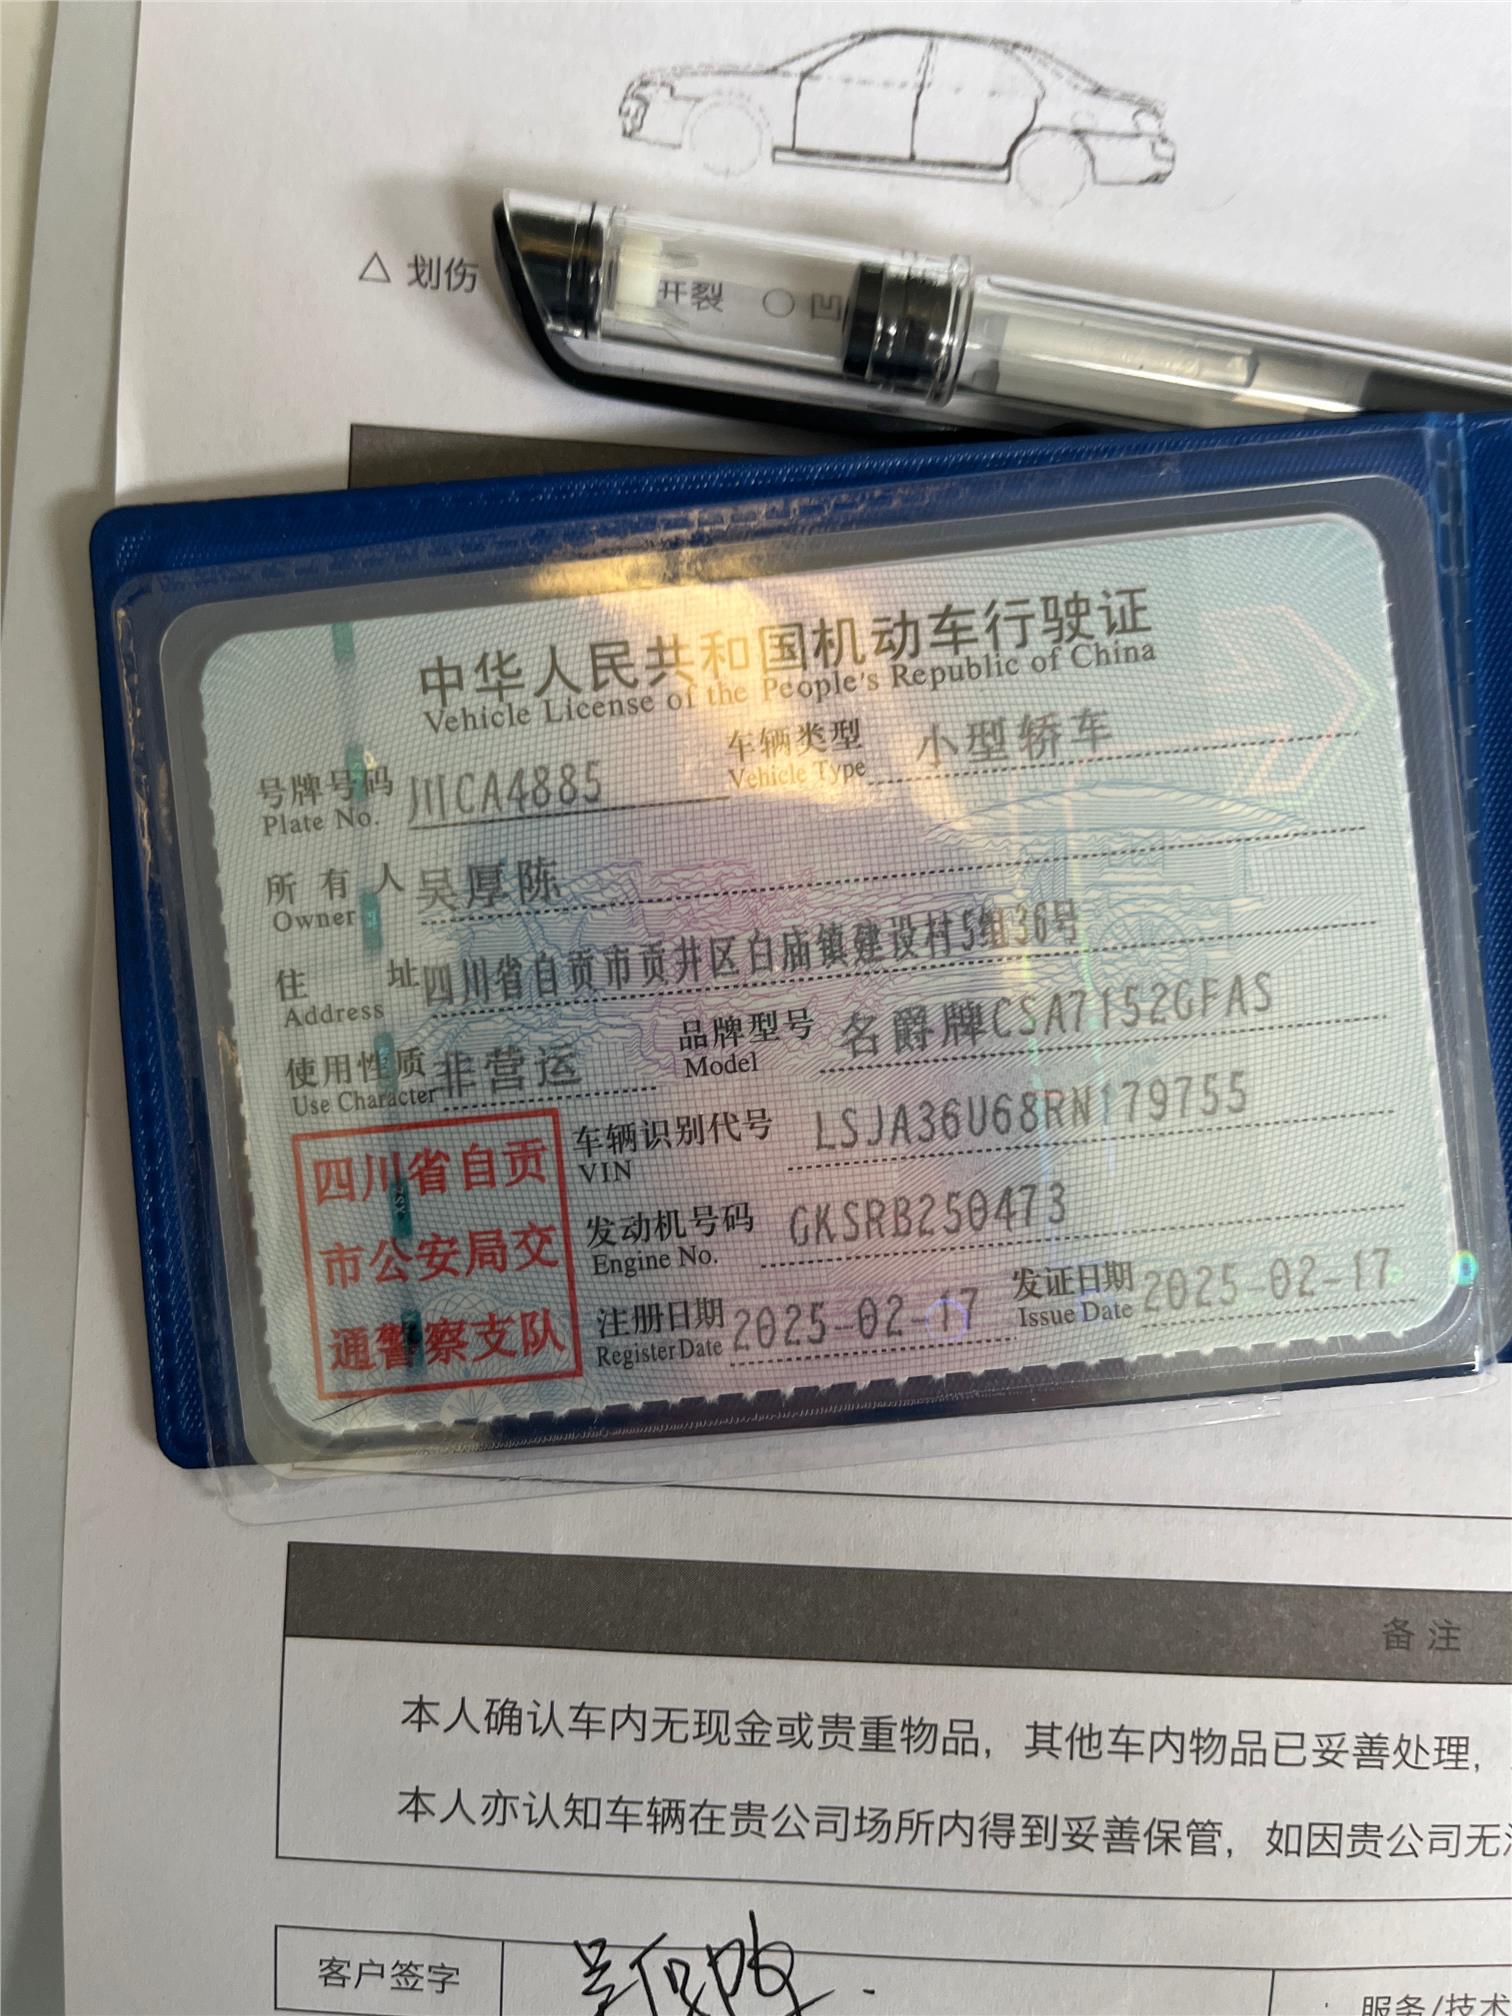 △ 划伤 开裂 ○ 凹
中华人民共和国机动车行驶证
Vehicle License of the People's Republic of China
号牌号码 川CA4885 车辆类型 小型轿车
Plate No. Vehicle Type
所有人 吴厚陈
Owner
住址 四川省自贡市贡井区白庙镇建设村5组36号
Address
使用性质 非营运 品牌型号 名爵牌CSA7152GFAS
Use Character Model
车辆识别代号 LSJA36U68RN179755
VIN
发动机号码 GKSRB250473
Engine No.
注册日期 2025-02-17 发证日期 2025-02-17
Register Date Issue Date
四川省自贡
市公安局交
通警察支队
备注
本人确认车内无现金或贵重物品，其他车内物品已妥善处理，
本人亦认知车辆在贵公司场所内得到妥善保管，如因贵公司无
客户签字 吴厚陈 服务/技术